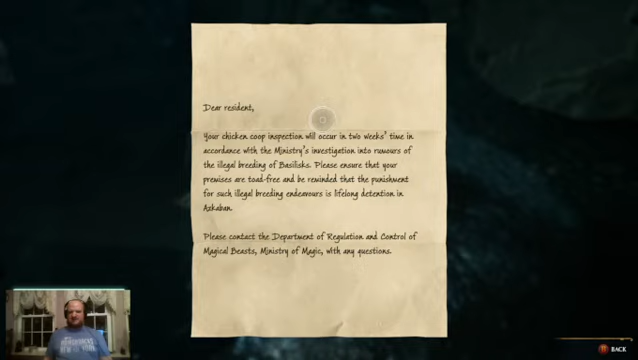 Dear resident,
Your chicken coop inspection will occur in two weeks' time in
accordance with the Ministry's investigation into rumours of
the illegal breeding of Basilisks. Please ensure that your
premises are toad-free and be reminded that the punishment
for such illegal breeding endeavours is lifelong detention in
Azkaban.
Please contact the Department of Regulation and Control of
Magical Beasts, Ministry of Magic, with any questions.
BACK